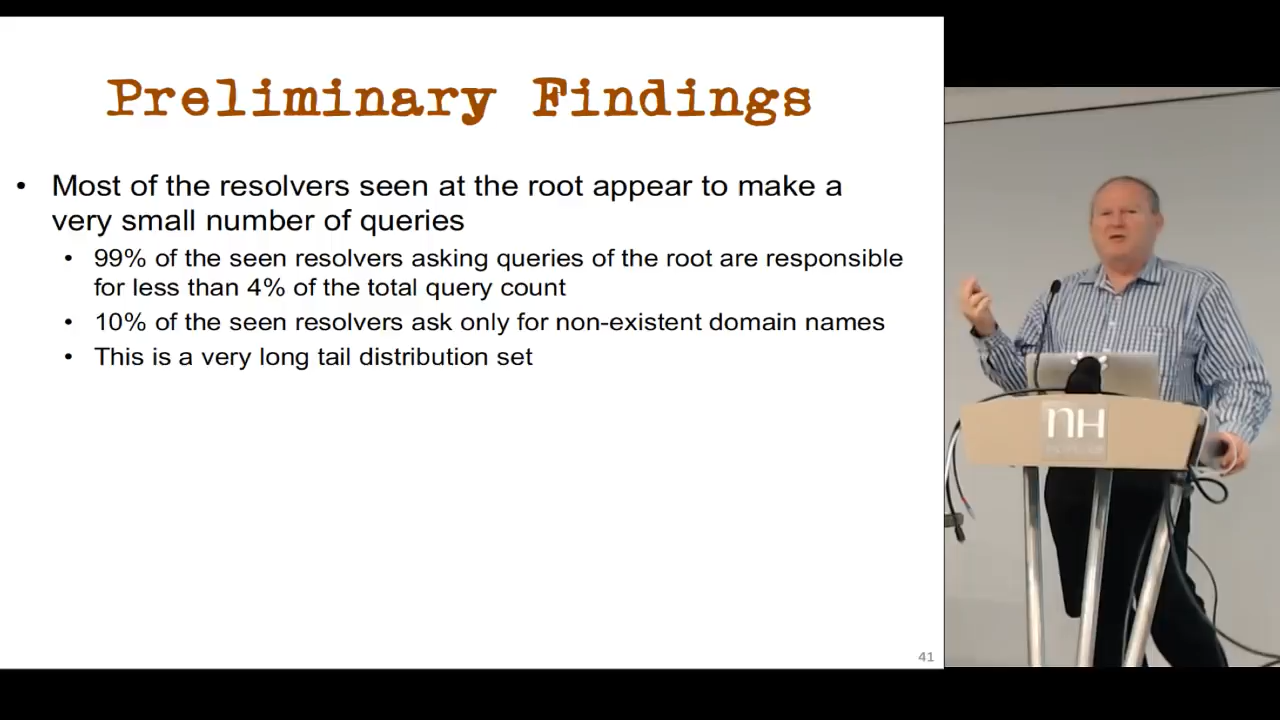 Preliminary Findings
• Most of the resolvers seen at the root appear to make a
very small number of queries
• 99% of the seen resolvers asking queries of the root are responsible
for less than 4% of the total query count
• 10% of the seen resolvers ask only for non-existent domain names
• This is a very long tail distribution set
41
nH